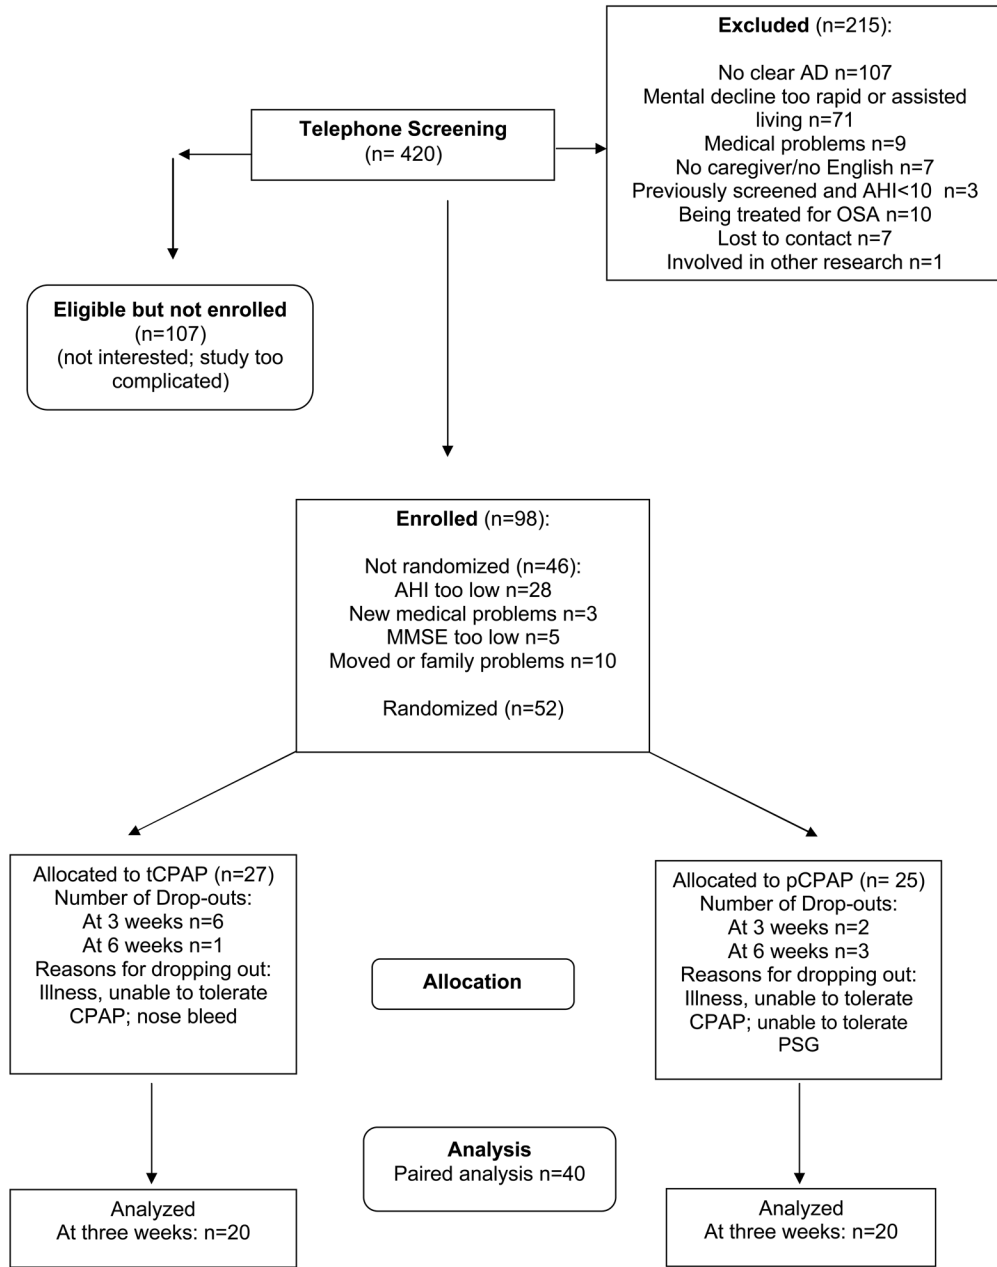 Excluded (n=215):
No clear AD n=107
Mental decline too rapid or assisted
living n=71
Medical problems n=9
No caregiver/no English n=7
Previously screened and AHI<10 n=3
Being treated for OSA n=10
Lost to contact n=7
Involved in other research n=1
Telephone Screening
(n= 420)
Eligible but not enrolled
(n=107)
(not interested; study too
complicated)
Enrolled (n=98):
Not randomized (n=46):
AHI too low n=28
New medical problems n=3
MMSE too low n=5
Moved or family problems n=10
Randomized (n=52)
Allocated to tCPAP (n=27)
Number of Drop-outs:
At 3 weeks n=6
At 6 weeks n=1
Reasons for dropping out:
Illness, unable to tolerate
CPAP; nose bleed
Allocated to pCPAP (n= 25)
Number of Drop-outs:
At 3 weeks n=2
At 6 weeks n=3
Reasons for dropping out:
Illness, unable to tolerate
CPAP; unable to tolerate
PSG
Allocation
Analysis
Paired analysis n=40
Analyzed
At three weeks: n=20
Analyzed
At three weeks: n=20